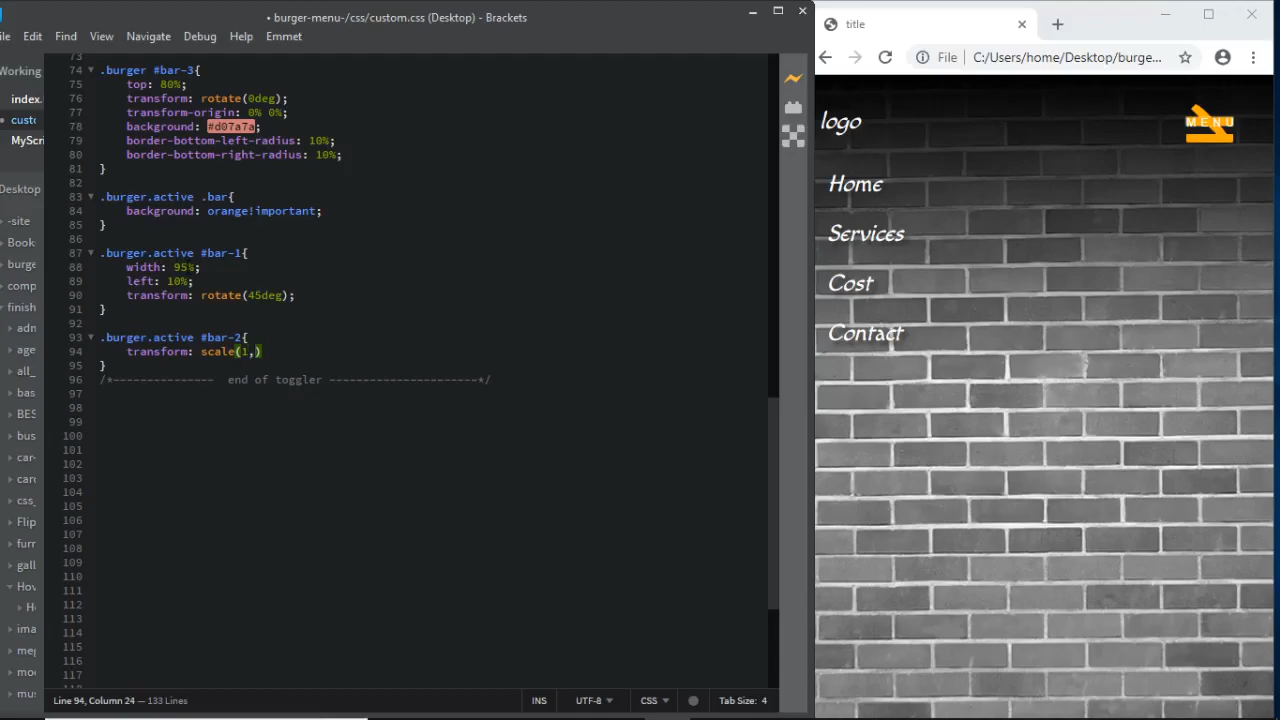 • burger-menu-/css/custom.css (Desktop) - Brackets
ile Edit Find View Navigate Debug Help Emmet
Working
index.
• custo
MyScri
Desktop
-site
Book
burge
comp
finish
adn
age
all_
bas
BES
bus
car-
card
css_
Flip
furr
gall
Hov
H
ima
meg
mod
mus
73
74 .burger #bar-3{
75 top: 80%;
76 transform: rotate(0deg);
77 transform-origin: 0% 0%;
78 background: #d07a7a;
79 border-bottom-left-radius: 10%;
80 border-bottom-right-radius: 10%;
81 }
82
83 .burger.active .bar{
84 background: orange!important;
85 }
86
87 .burger.active #bar-1{
88 width: 95%;
89 left: 10%;
90 transform: rotate(45deg);
91 }
92
93 .burger.active #bar-2{
94 transform: scale(1,)
95 }
96 /*--------------- end of toggler ----------------------*/
97
98
99
100
101
102
103
104
105
106
107
108
109
110
111
112
113
114
115
116
117
Line 94, Column 24 — 133 Lines
INS UTF-8 CSS Tab Size: 4
title
File C:/Users/home/Desktop/burge...
logo
MENU
Home
Services
Cost
Contact